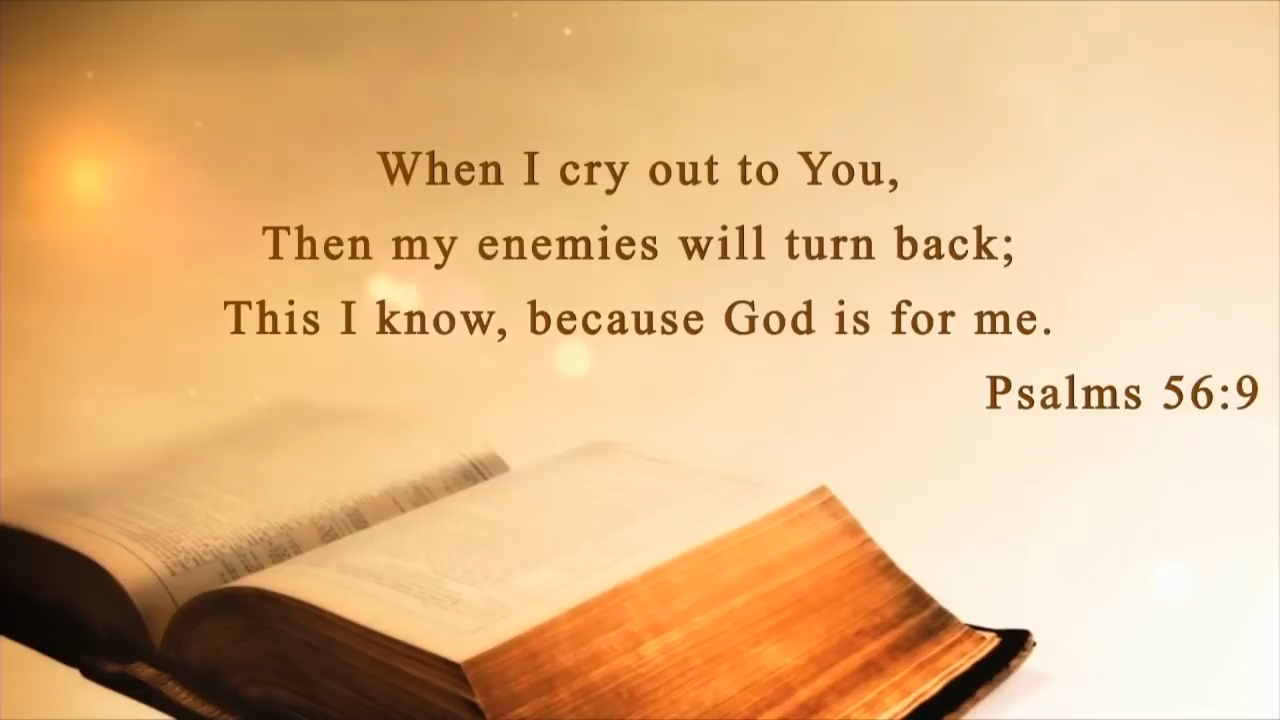 When I cry out to You,
Then my enemies will turn back;
This I know, because God is for me.
Psalms 56:9